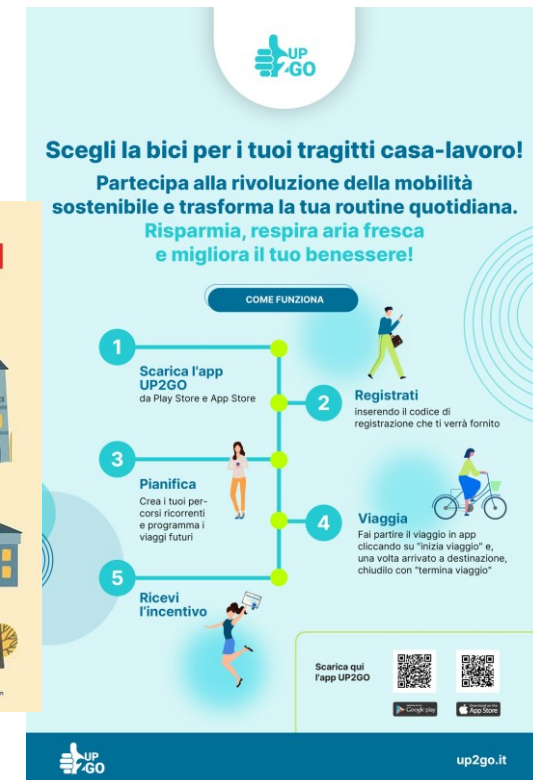 UP
2GO
Scegli la bici per i tuoi tragitti casa-lavoro!
Partecipa alla rivoluzione della mobilità
sostenibile e trasforma la tua routine quotidiana.
Risparmia, respira aria fresca
e migliora il tuo benessere!
COME FUNZIONA
1
Scarica l'app
UP2GO
da Play Store e App Store
2
Registrati
inserendo il codice di
registrazione che ti verrà fornito
3
Pianifica
Crea i tuoi per-
corsi ricorrenti
e programma i
viaggi futuri
4
Viaggia
Fai partire il viaggio in app
cliccando su "inizia viaggio" e,
una volta arrivato a destinazione,
chiudilo con "termina viaggio"
5
Ricevi
l'incentivo
Scarica qui
l'app UP2GO
Google play
App Store
UP
2GO
up2go.it